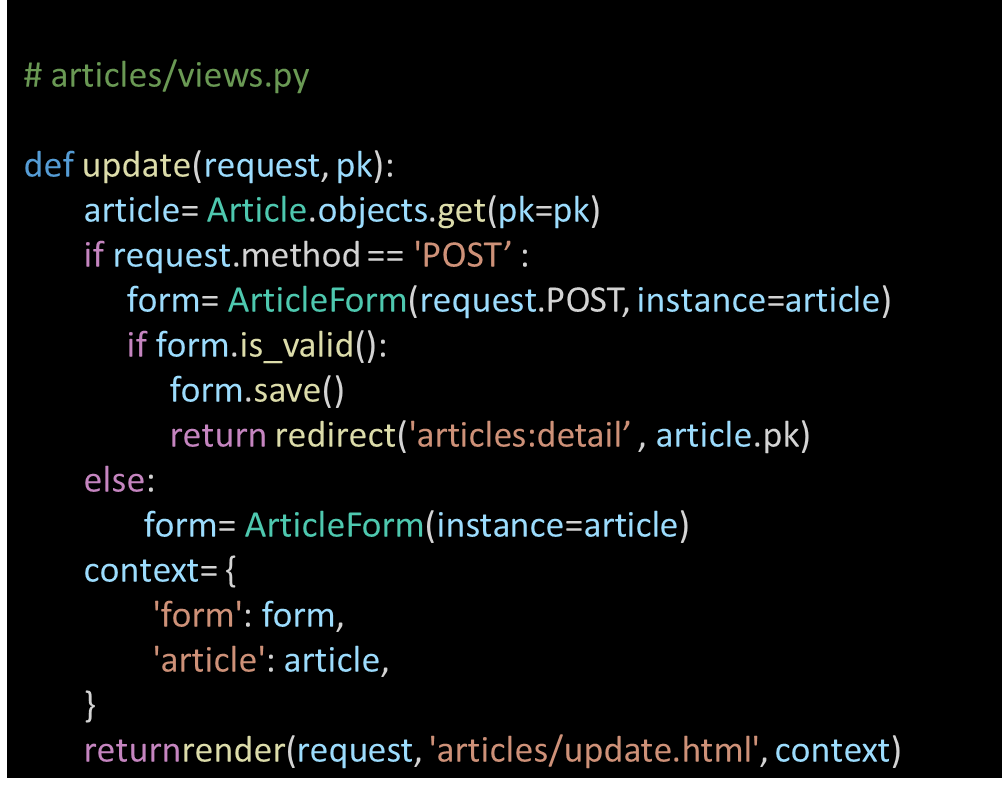 # articles/views.py
def update(request, pk):
article= Article.objects.get(pk=pk)
if request.method == 'POST’ :
form= ArticleForm(request.POST, instance=article)
if form.is_valid():
form.save()
return redirect('articles:detail’ , article.pk)
else:
form= ArticleForm(instance=article)
context= {
'form': form,
'article': article,
}
returnrender(request, 'articles/update.html', context)